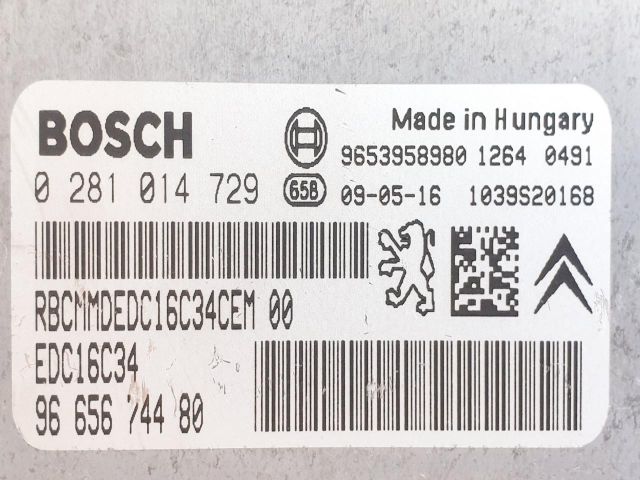 BOSCH
Made in Hungary
9653958980 1264 0491
0 281 014 729
65B
09-05-16 1039S20168
RBCMMDEDC16C34CEM 00
EDC16C34
96 656 744 80